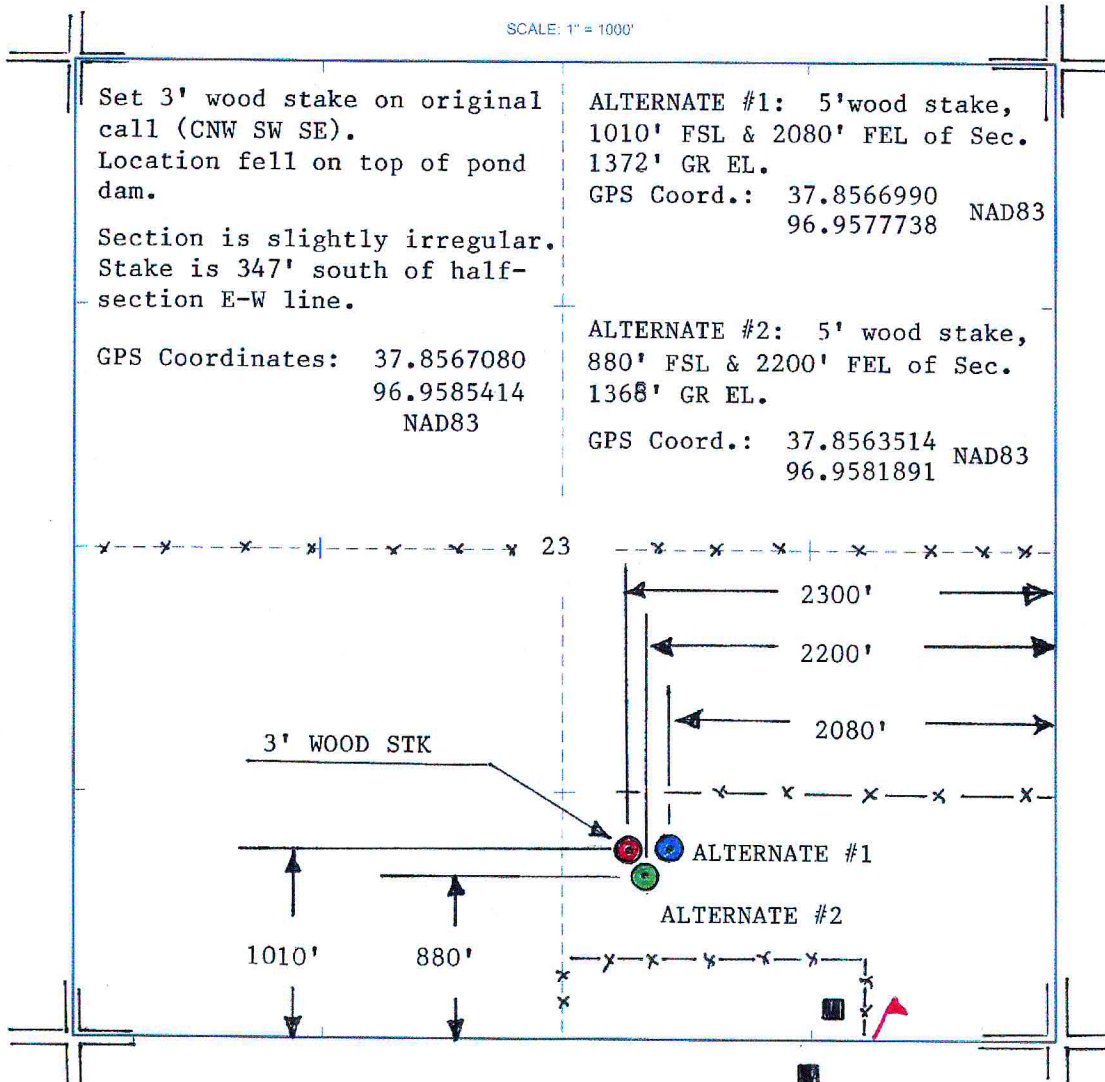 SCALE: 1" = 1000'
Set 3' wood stake on original
call (CNW SW SE).
Location fell on top of pond
dam.
Section is slightly irregular.
Stake is 347' south of half-
section E-W line.
GPS Coordinates: 37.8567080
96.9585414
NAD83
ALTERNATE #1: 5'wood stake,
1010' FSL & 2080' FEL of Sec.
1372' GR EL.
GPS Coord.: 37.8566990
96.9577738 NAD83
ALTERNATE #2: 5' wood stake,
880' FSL & 2200' FEL of Sec.
1368' GR EL.
GPS Coord.: 37.8563514
96.9581891 NAD83
23
2300'
2200'
2080'
3' WOOD STK
ALTERNATE #1
ALTERNATE #2
1010'
880'